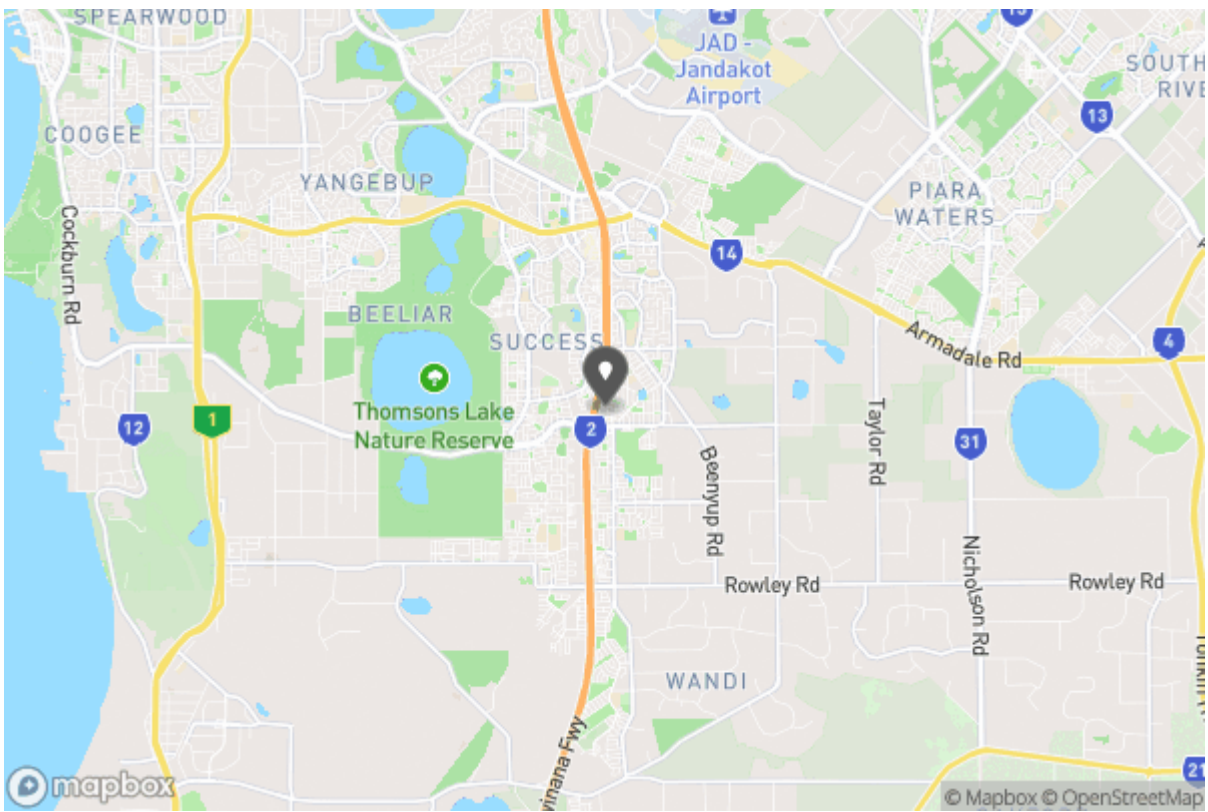 SPEARWOOD
15
JAD -
Jandakot
Airport
SOUTH
RIVE
13
COOGEE
YANGEBUP
PIARA
WATERS
Cockburn Rd
14
BEELIAR
SUCCESS
Armadale Rd
4
Thomsons Lake
Nature Reserve
1
12
2
Taylor Rd
31
Beenyup Rd
Nicholson Rd
Rowley Rd
Rowley Rd
WANDI
winana Fwy
21
mapbox
© Mapbox © OpenStreetMap